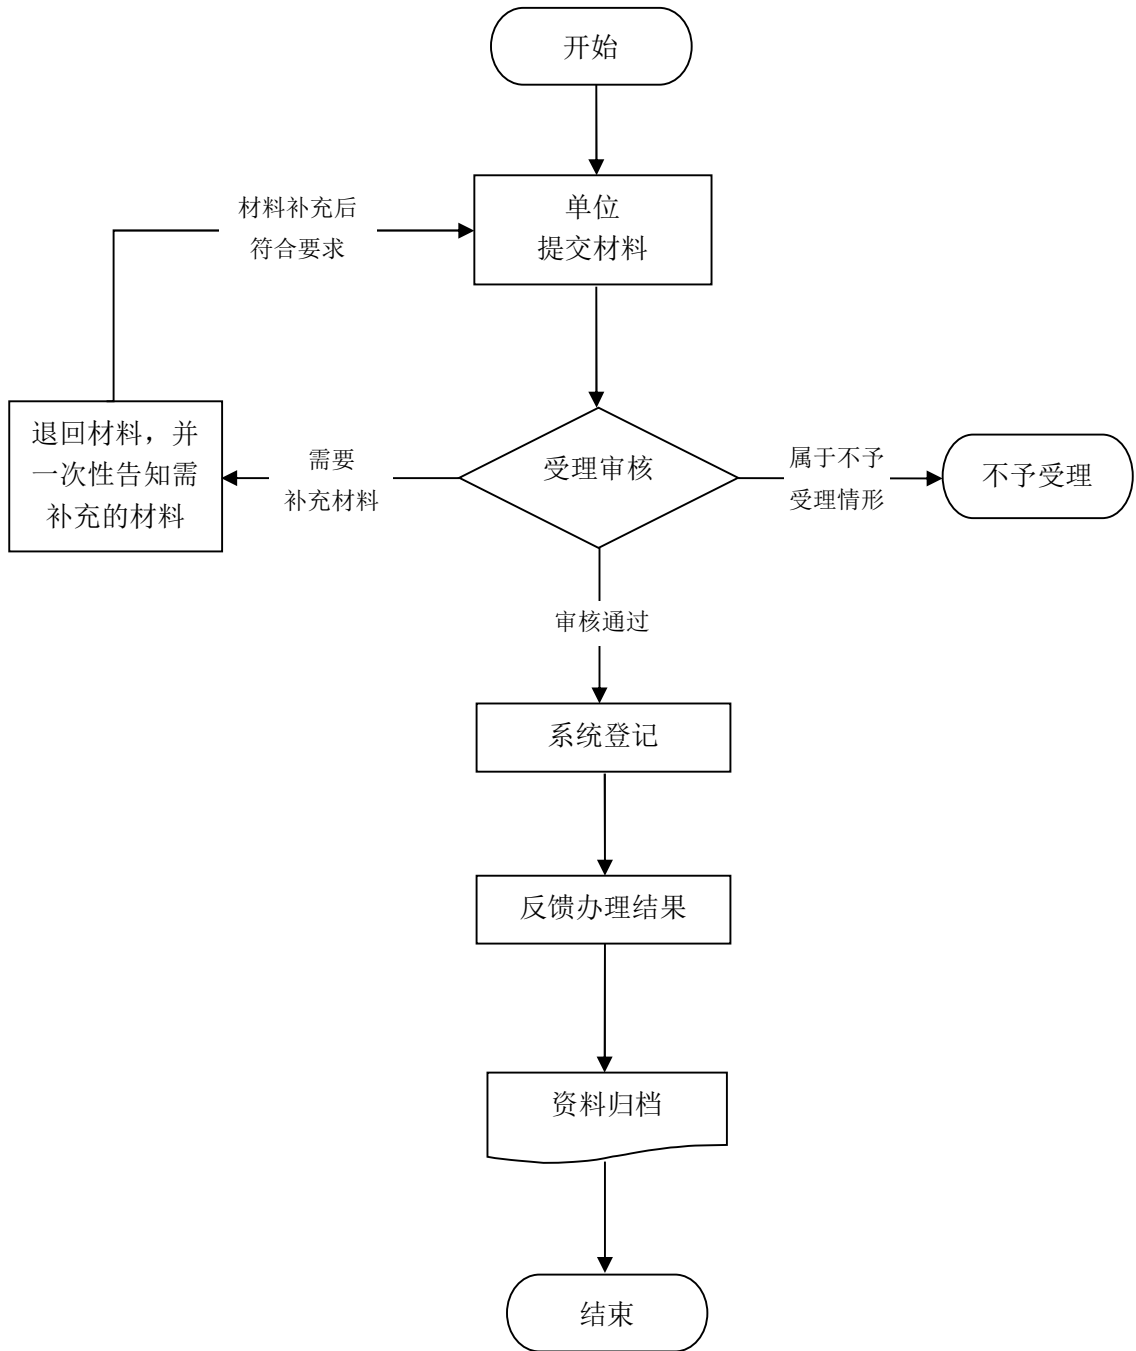 开始
材料补充后
符合要求
单位
提交材料
退回材料，并
一次性告知需
补充的材料
需要
补充材料
受理审核
属于不予
受理情形
不予受理
审核通过
系统登记
反馈办理结果
资料归档
结束